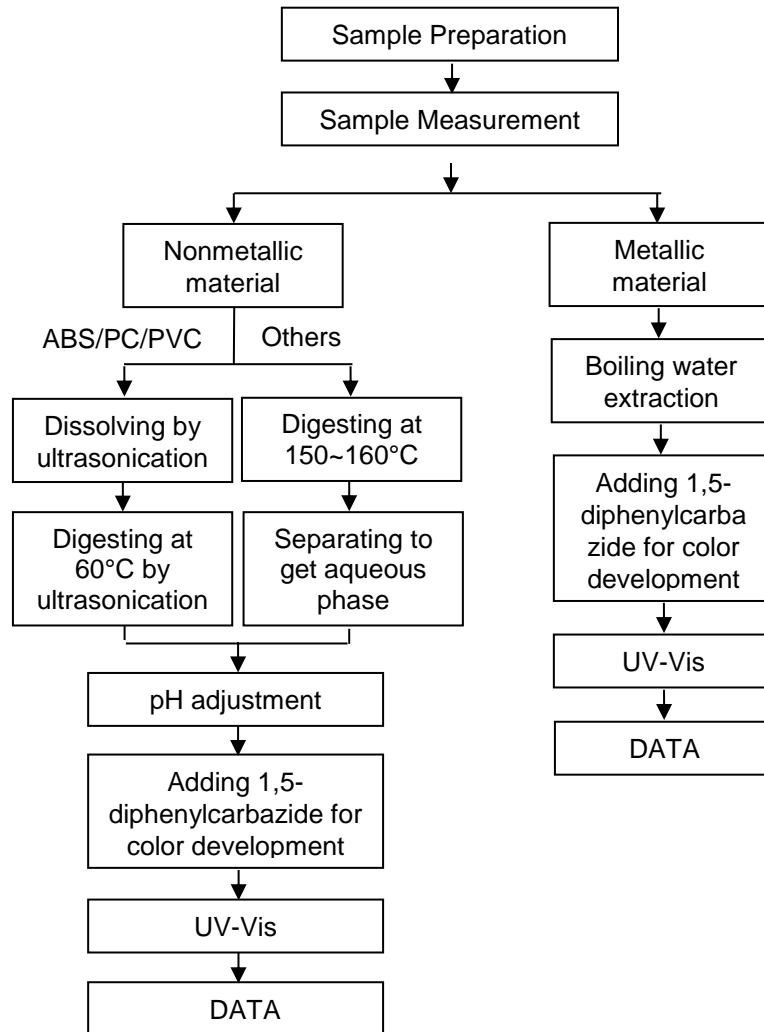 Sample Preparation
Sample Measurement
Nonmetallic
material
Metallic
material
ABS/PC/PVC
Others
Boiling water
extraction
Dissolving by
ultrasonication
Digesting at
150~160°C
Adding 1,5-
diphenylcarba
zide for color
development
Digesting at
60°C by
ultrasonication
Separating to
get aqueous
phase
UV-Vis
pH adjustment
DATA
Adding 1,5-
diphenylcarbazide for
color development
UV-Vis
DATA